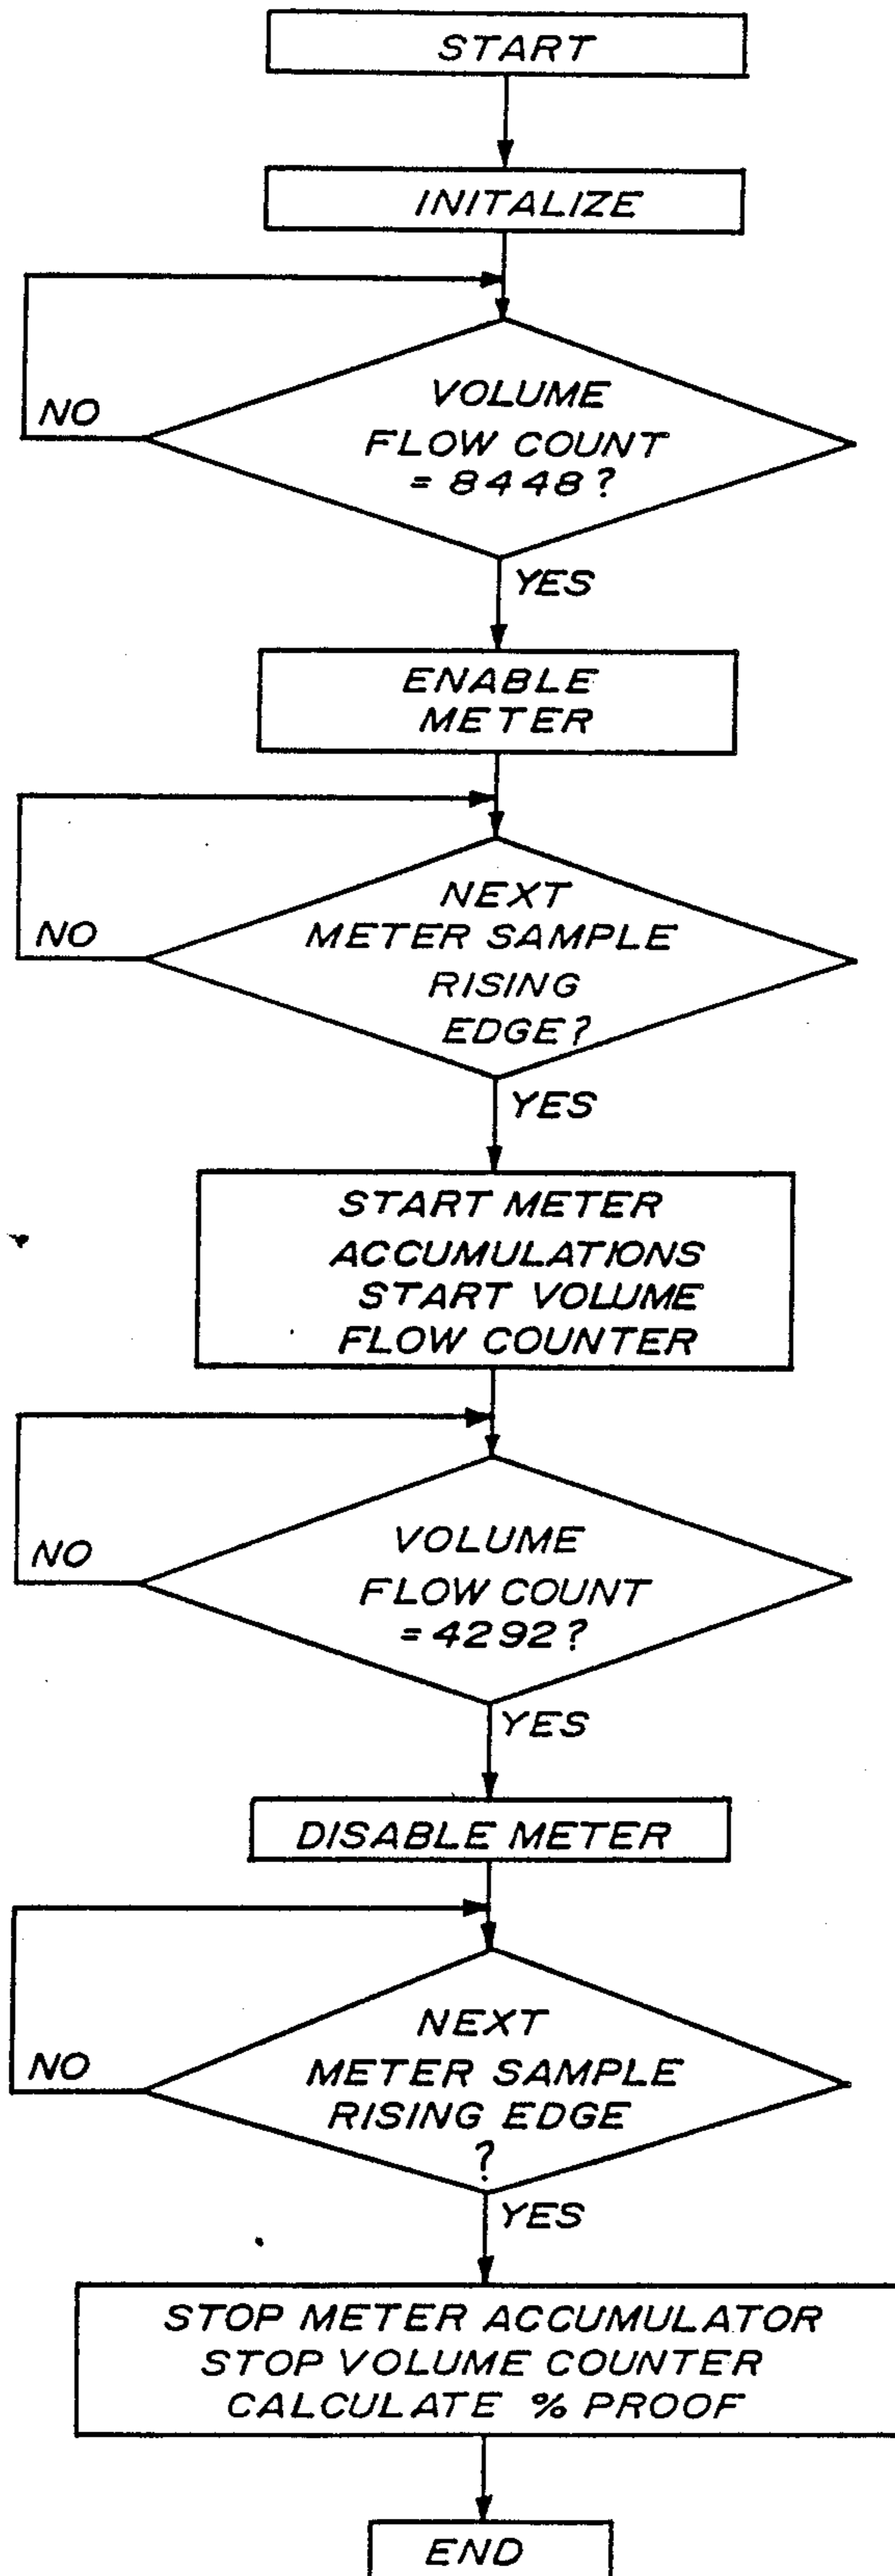 START
INITALIZE
VOLUME
FLOW COUNT
= 8448?
NO
YES
ENABLE
METER
NEXT
METER SAMPLE
RISING
EDGE?
NO
YES
START METER
ACCUMULATIONS
START VOLUME
FLOW COUNTER
VOLUME
FLOW COUNT
= 4292?
NO
YES
DISABLE METER
NEXT
METER SAMPLE
RISING EDGE
?
NO
YES
STOP METER ACCUMULATOR
STOP VOLUME COUNTER
CALCULATE % PROOF
END